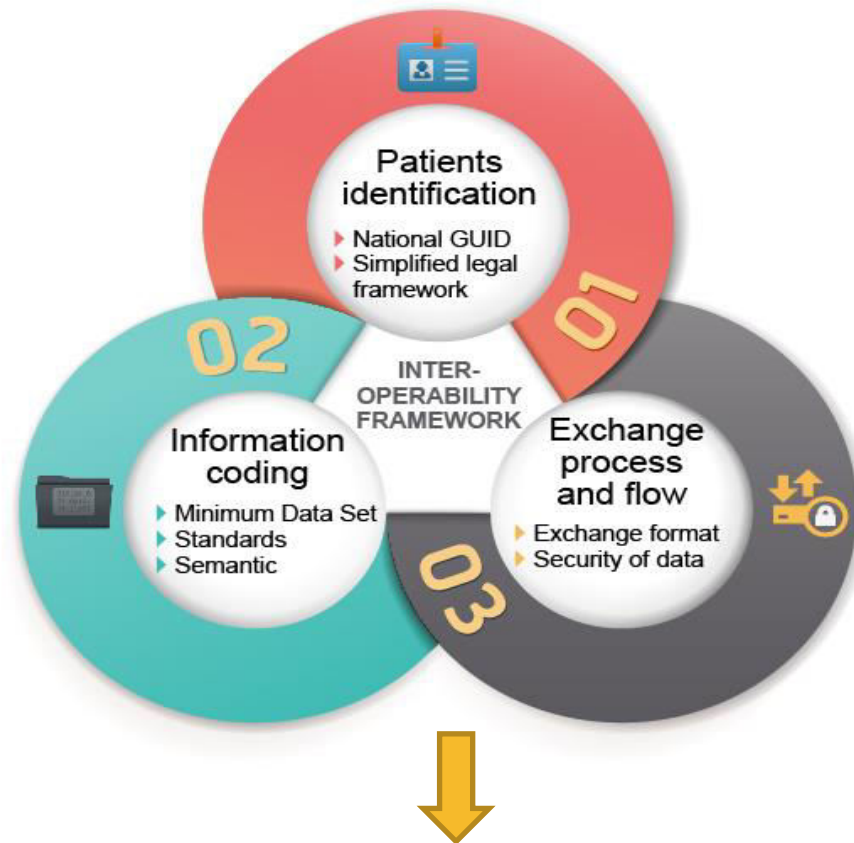 Patients
identification
National GUID
Simplified legal
framework
01
02
INTER-
OPERABILITY
FRAMEWORK
Information
coding
Minimum Data Set
Standards
Semantic
Exchange
process
and flow
Exchange format
Security of data
03